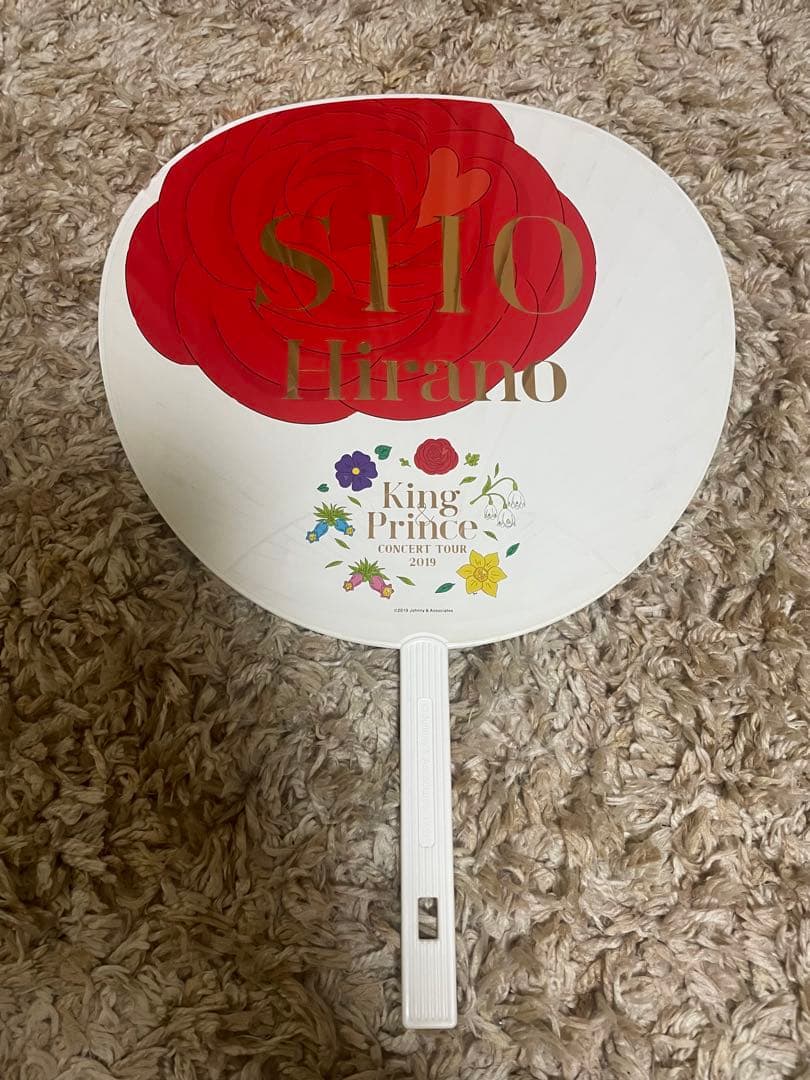 SHO
Hirano
King
&
Prince
CONCERT TOUR
2019
©2019 Johnny & Associates